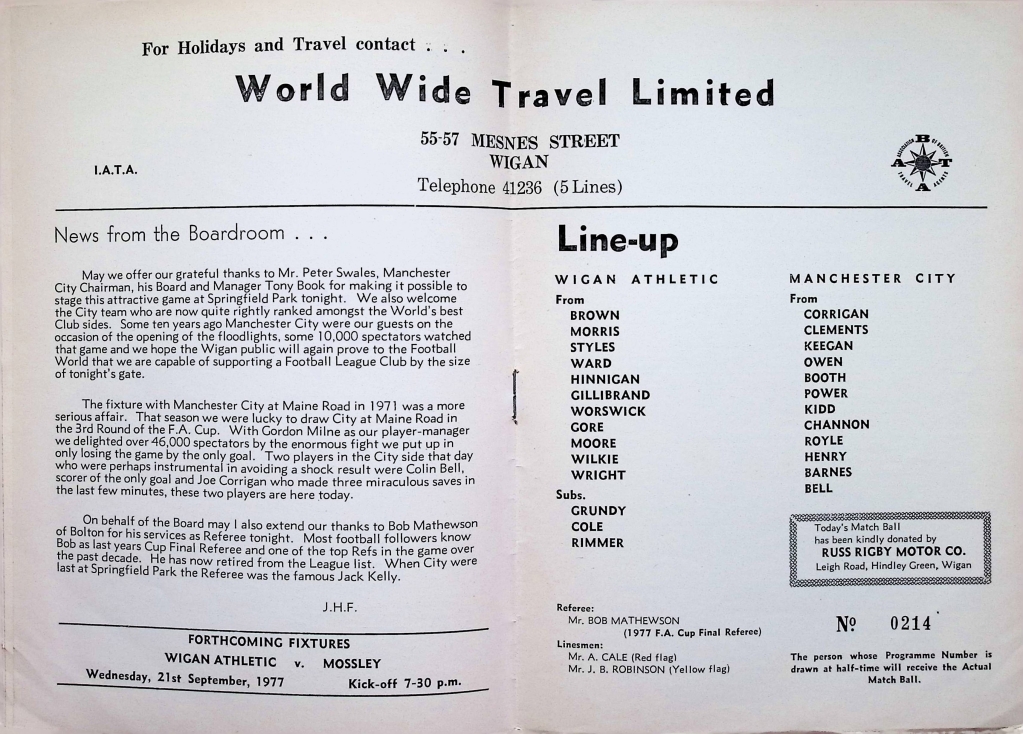 For Holidays and Travel contact . . .
World Wide Travel Limited
55-57 MESNES STREET
WIGAN
I.A.T.A.
Telephone 41236 (5 Lines)
ASSOCIATION OF BRITISH TRAVEL AGENTS
ABTA
News from the Boardroom . . .
May we offer our grateful thanks to Mr. Peter Swales, Manchester
City Chairman, his Board and Manager Tony Book for making it possible to
stage this attractive game at Springfield Park tonight. We also welcome
the City team who are now quite rightly ranked amongst the World's best
Club sides. Some ten years ago Manchester City were our guests on the
occasion of the opening of the floodlights, some 10,000 spectators watched
that game and we hope the Wigan public will again prove to the Football
World that we are capable of supporting a Football League Club by the size
of tonight's gate.
The fixture with Manchester City at Maine Road in 1971 was a more
serious affair. That season we were lucky to draw City at Maine Road in
the 3rd Round of the F.A. Cup. With Gordon Milne as our player-manager
we delighted over 46,000 spectators by the enormous fight we put up in
only losing the game by the only goal. Two players in the City side that day
who were perhaps instrumental in avoiding a shock result were Colin Bell,
scorer of the only goal and Joe Corrigan who made three miraculous saves in
the last few minutes, these two players are here today.
On behalf of the Board may I also extend our thanks to Bob Mathewson
of Bolton for his services as Referee tonight. Most football followers know
Bob as last years Cup Final Referee and one of the top Refs in the game over
the past decade. He has now retired from the League list. When City were
last at Springfield Park the Referee was the famous Jack Kelly.
J.H.F.
FORTHCOMING FIXTURES
WIGAN ATHLETIC v. MOSSLEY
Wednesday, 21st September, 1977 Kick-off 7-30 p.m.
Line-up
WIGAN ATHLETIC
From
BROWN
MORRIS
STYLES
WARD
HINNIGAN
GILLIBRAND
WORSWICK
GORE
MOORE
WILKIE
WRIGHT
Subs.
GRUNDY
COLE
RIMMER
MANCHESTER CITY
From
CORRIGAN
CLEMENTS
KEEGAN
OWEN
BOOTH
POWER
KIDD
CHANNON
ROYLE
HENRY
BARNES
BELL
Today's Match Ball
has been kindly donated by
RUSS RIGBY MOTOR CO.
Leigh Road, Hindley Green, Wigan
Referee:
Mr. BOB MATHEWSON
(1977 F.A. Cup Final Referee)
Linesmen:
Mr. A. CALE (Red flag)
Mr. J. B. ROBINSON (Yellow flag)
Nº 0214
The person whose Programme Number is
drawn at half-time will receive the Actual
Match Ball.